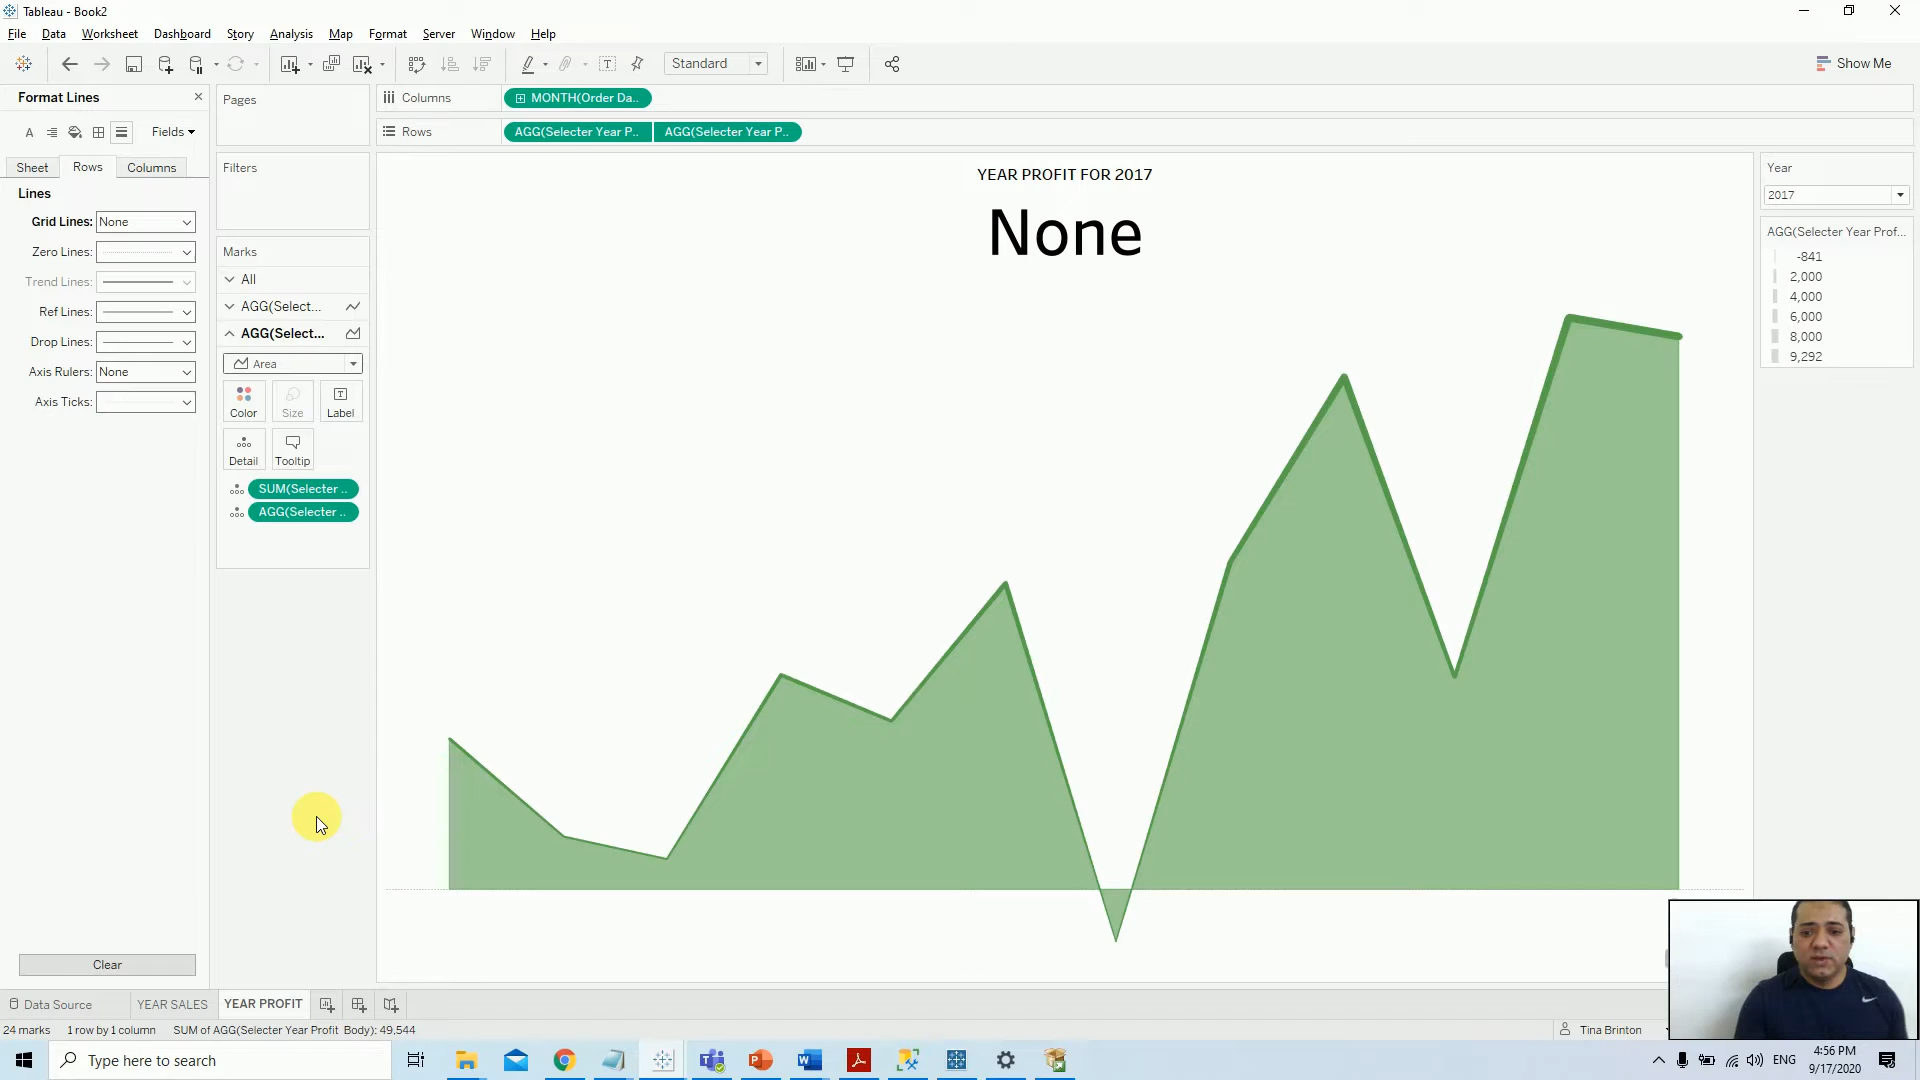 Tableau - Book2
File Data Worksheet Dashboard Story Analysis Map Format Server Window Help
Standard
Show Me
Format Lines
Fields
Sheet Rows Columns
Lines
Grid Lines: None
Zero Lines:
Trend Lines:
Ref Lines:
Drop Lines:
Axis Rulers: None
Axis Ticks:
Clear
Pages
Filters
Marks
All
AGG(Select...
AGG(Select...
Area
Color Size Label
Detail Tooltip
SUM(Selecter ..
AGG(Selecter ..
Columns MONTH(Order Da..
Rows AGG(Selecter Year P.. AGG(Selecter Year P..
YEAR PROFIT FOR 2017
None
Year
2017
AGG(Selecter Year Prof...
-841
2,000
4,000
6,000
8,000
9,292
Data Source YEAR SALES YEAR PROFIT
24 marks 1 row by 1 column SUM of AGG(Selecter Year Profit Body): 49,544
Tina Brinton
Type here to search
ENG
4:56 PM
9/17/2020